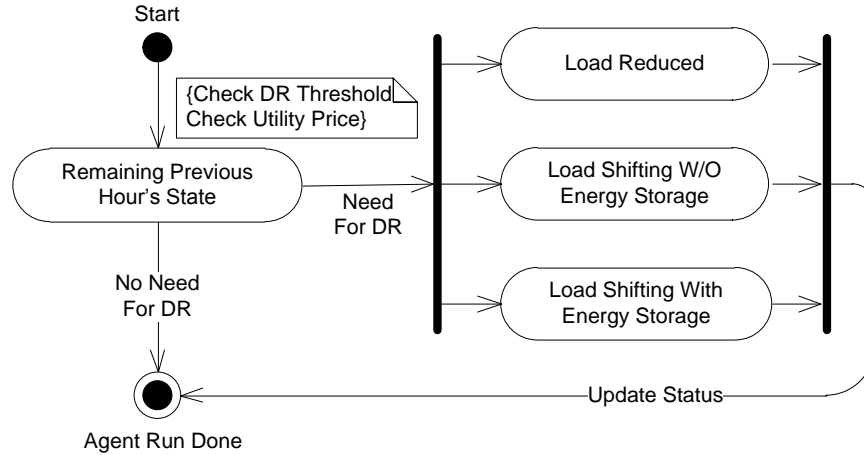 Start
{Check DR Threshold
Check Utility Price}
Remaining Previous
Hour's State
Need
For DR
No Need
For DR
Load Reduced
Load Shifting W/O
Energy Storage
Load Shifting With
Energy Storage
Update Status
Agent Run Done